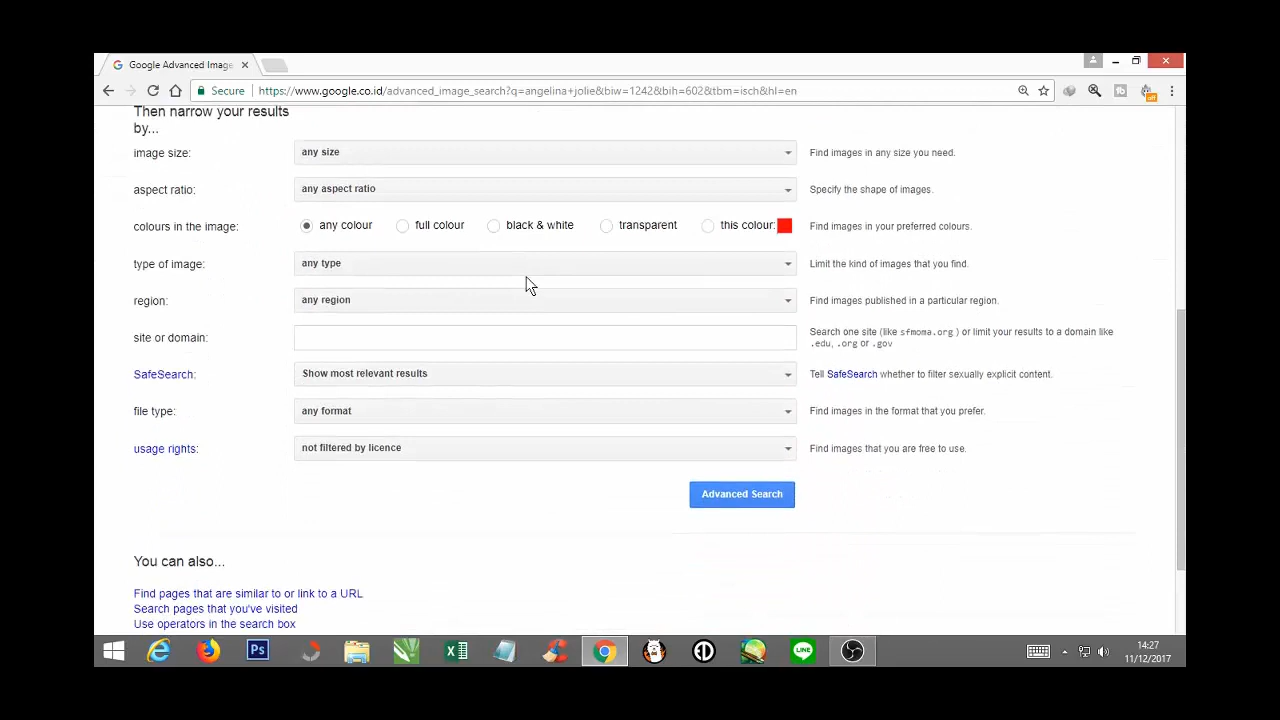 Google Advanced Image
Secure https://www.google.co.id/advanced_image_search?q=angelina+jolie&biw=1242&bih=602&tbm=isch&hl=en
Then narrow your results
by...
image size: any size Find images in any size you need.
aspect ratio: any aspect ratio Specify the shape of images.
colours in the image: any colour full colour black & white transparent this colour: Find images in your preferred colours.
type of image: any type Limit the kind of images that you find.
region: any region Find images published in a particular region.
site or domain: Search one site (like sfmoma.org ) or limit your results to a domain like
.edu, .org or .gov
SafeSearch: Show most relevant results Tell SafeSearch whether to filter sexually explicit content.
file type: any format Find images in the format that you prefer.
usage rights: not filtered by licence Find images that you are free to use.
Advanced Search
You can also...
Find pages that are similar to or link to a URL
Search pages that you've visited
Use operators in the search box
Ps
LINE
14:27
11/12/2017